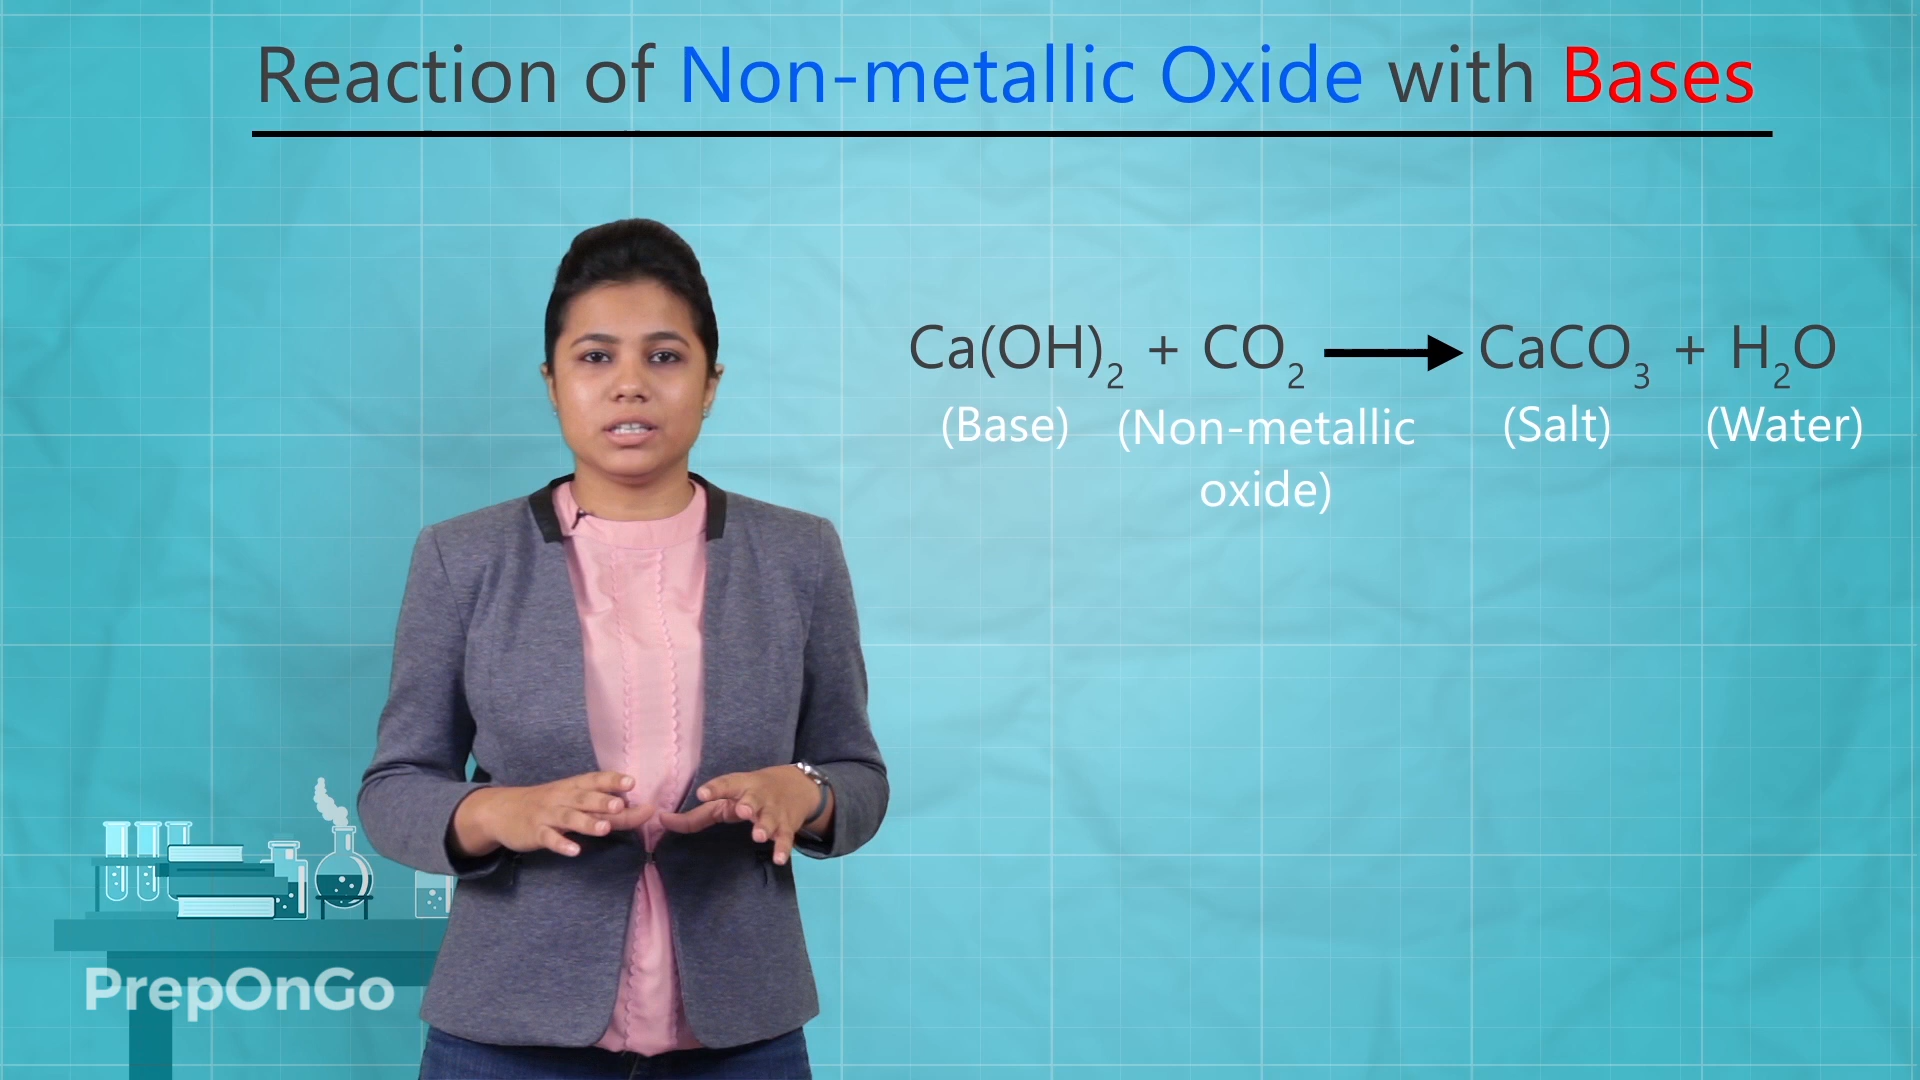 Reaction of Non-metallic Oxide with Bases
Ca(OH)₂ + CO₂ → CaCO₃ + H₂O
(Base) (Non-metallic oxide) (Salt) (Water)
PrepOnGo